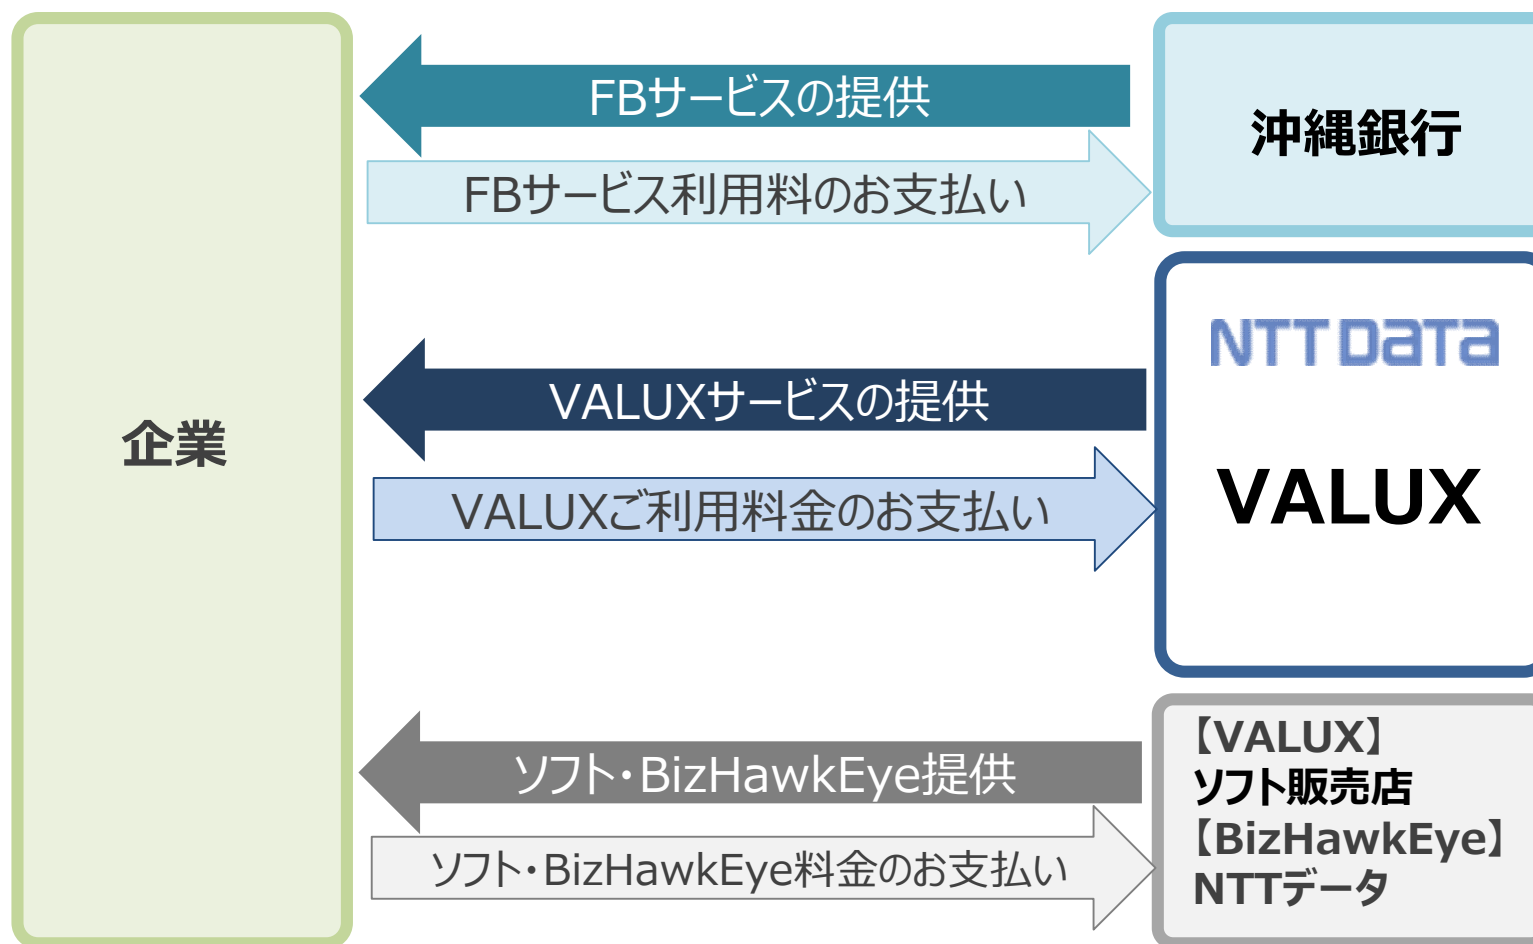 企業
FBサービスの提供
FBサービス利用料のお支払い
沖縄銀行
VALUXサービスの提供
VALUXご利用料金のお支払い
NTT DATA
VALUX
ソフト・BizHawkEye提供
ソフト・BizHawkEye料金のお支払い
【VALUX】
ソフト販売店
【BizHawkEye】
NTTデータ